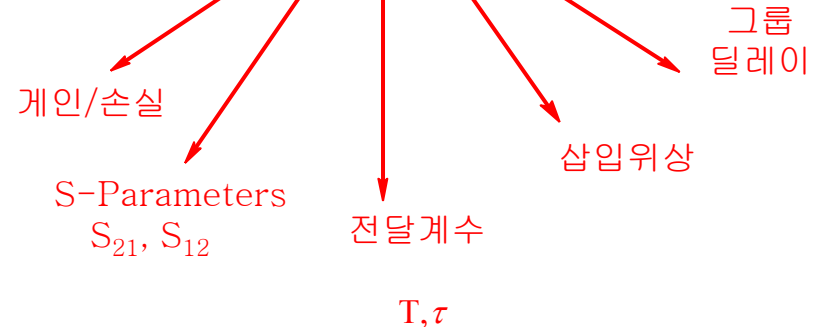 그룹
딜레이
게인/손실
삽입위상
S-Parameters
S₂₁, S₁₂
전달계수
T,τ